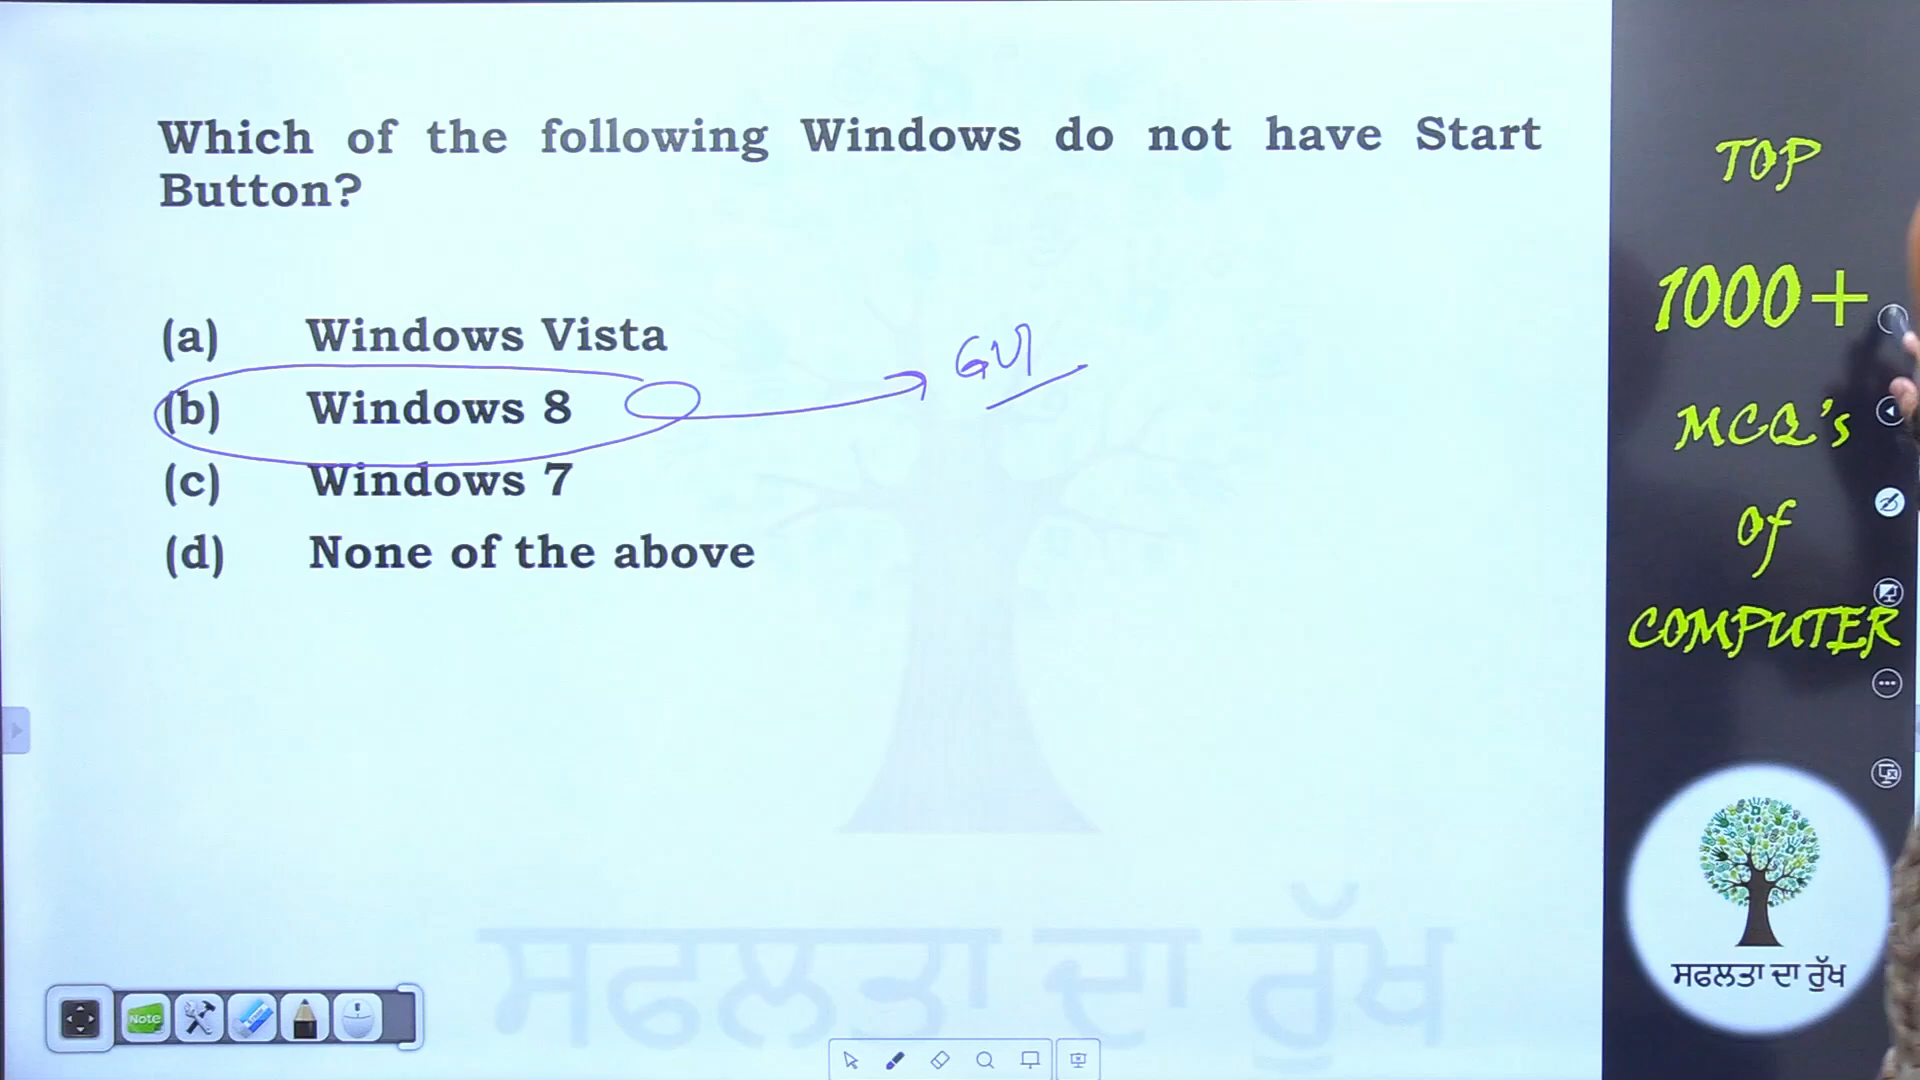 Which of the following Windows do not have Start
Button?
(a) Windows Vista
(b) Windows 8
(c) Windows 7
(d) None of the above
GUI
TOP
1000+
MCQ's
Of
COMPUTER
ਸਫਲਤਾ ਦਾ ਰੁੱਖ
ਸਫਲਤਾ ਦਾ ਰੁੱਖ
Note